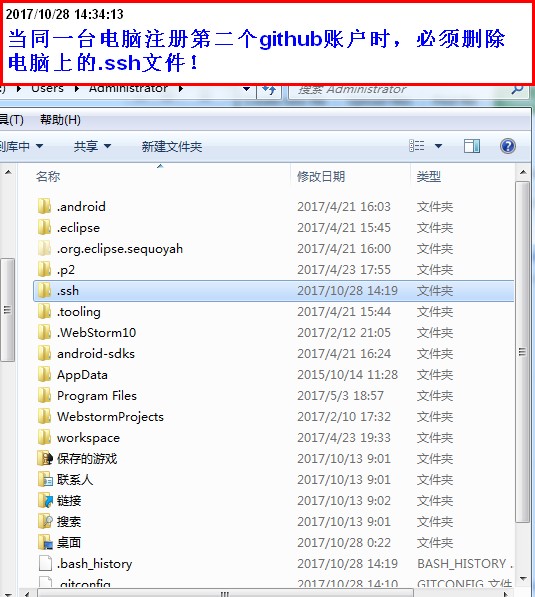 2017/10/28 14:34:13
当同一台电脑注册第二个github账户时，必须删除
电脑上的.ssh文件！
Users Administrator
搜索 Administrator
具(T) 帮助(H)
到库中 共享 新建文件夹
名称 修改日期 类型
.android 2017/4/21 16:03 文件夹
.eclipse 2017/4/21 15:45 文件夹
.org.eclipse.sequoyah 2017/4/21 16:00 文件夹
.p2 2017/4/23 17:55 文件夹
.ssh 2017/10/28 14:19 文件夹
.tooling 2017/4/21 15:44 文件夹
.WebStorm10 2017/2/12 21:05 文件夹
android-sdks 2017/4/21 16:24 文件夹
AppData 2015/10/14 11:28 文件夹
Program Files 2017/5/3 18:57 文件夹
WebstormProjects 2017/2/10 17:32 文件夹
workspace 2017/4/23 19:33 文件夹
保存的游戏 2017/10/13 9:01 文件夹
联系人 2017/10/13 9:01 文件夹
链接 2017/10/13 9:02 文件夹
搜索 2017/10/13 9:01 文件夹
桌面 2017/10/28 0:22 文件夹
.bash_history 2017/10/28 14:19 BASH_HISTORY .
.gitconfig 2017/10/28 14:10 GITCONFIG 文件